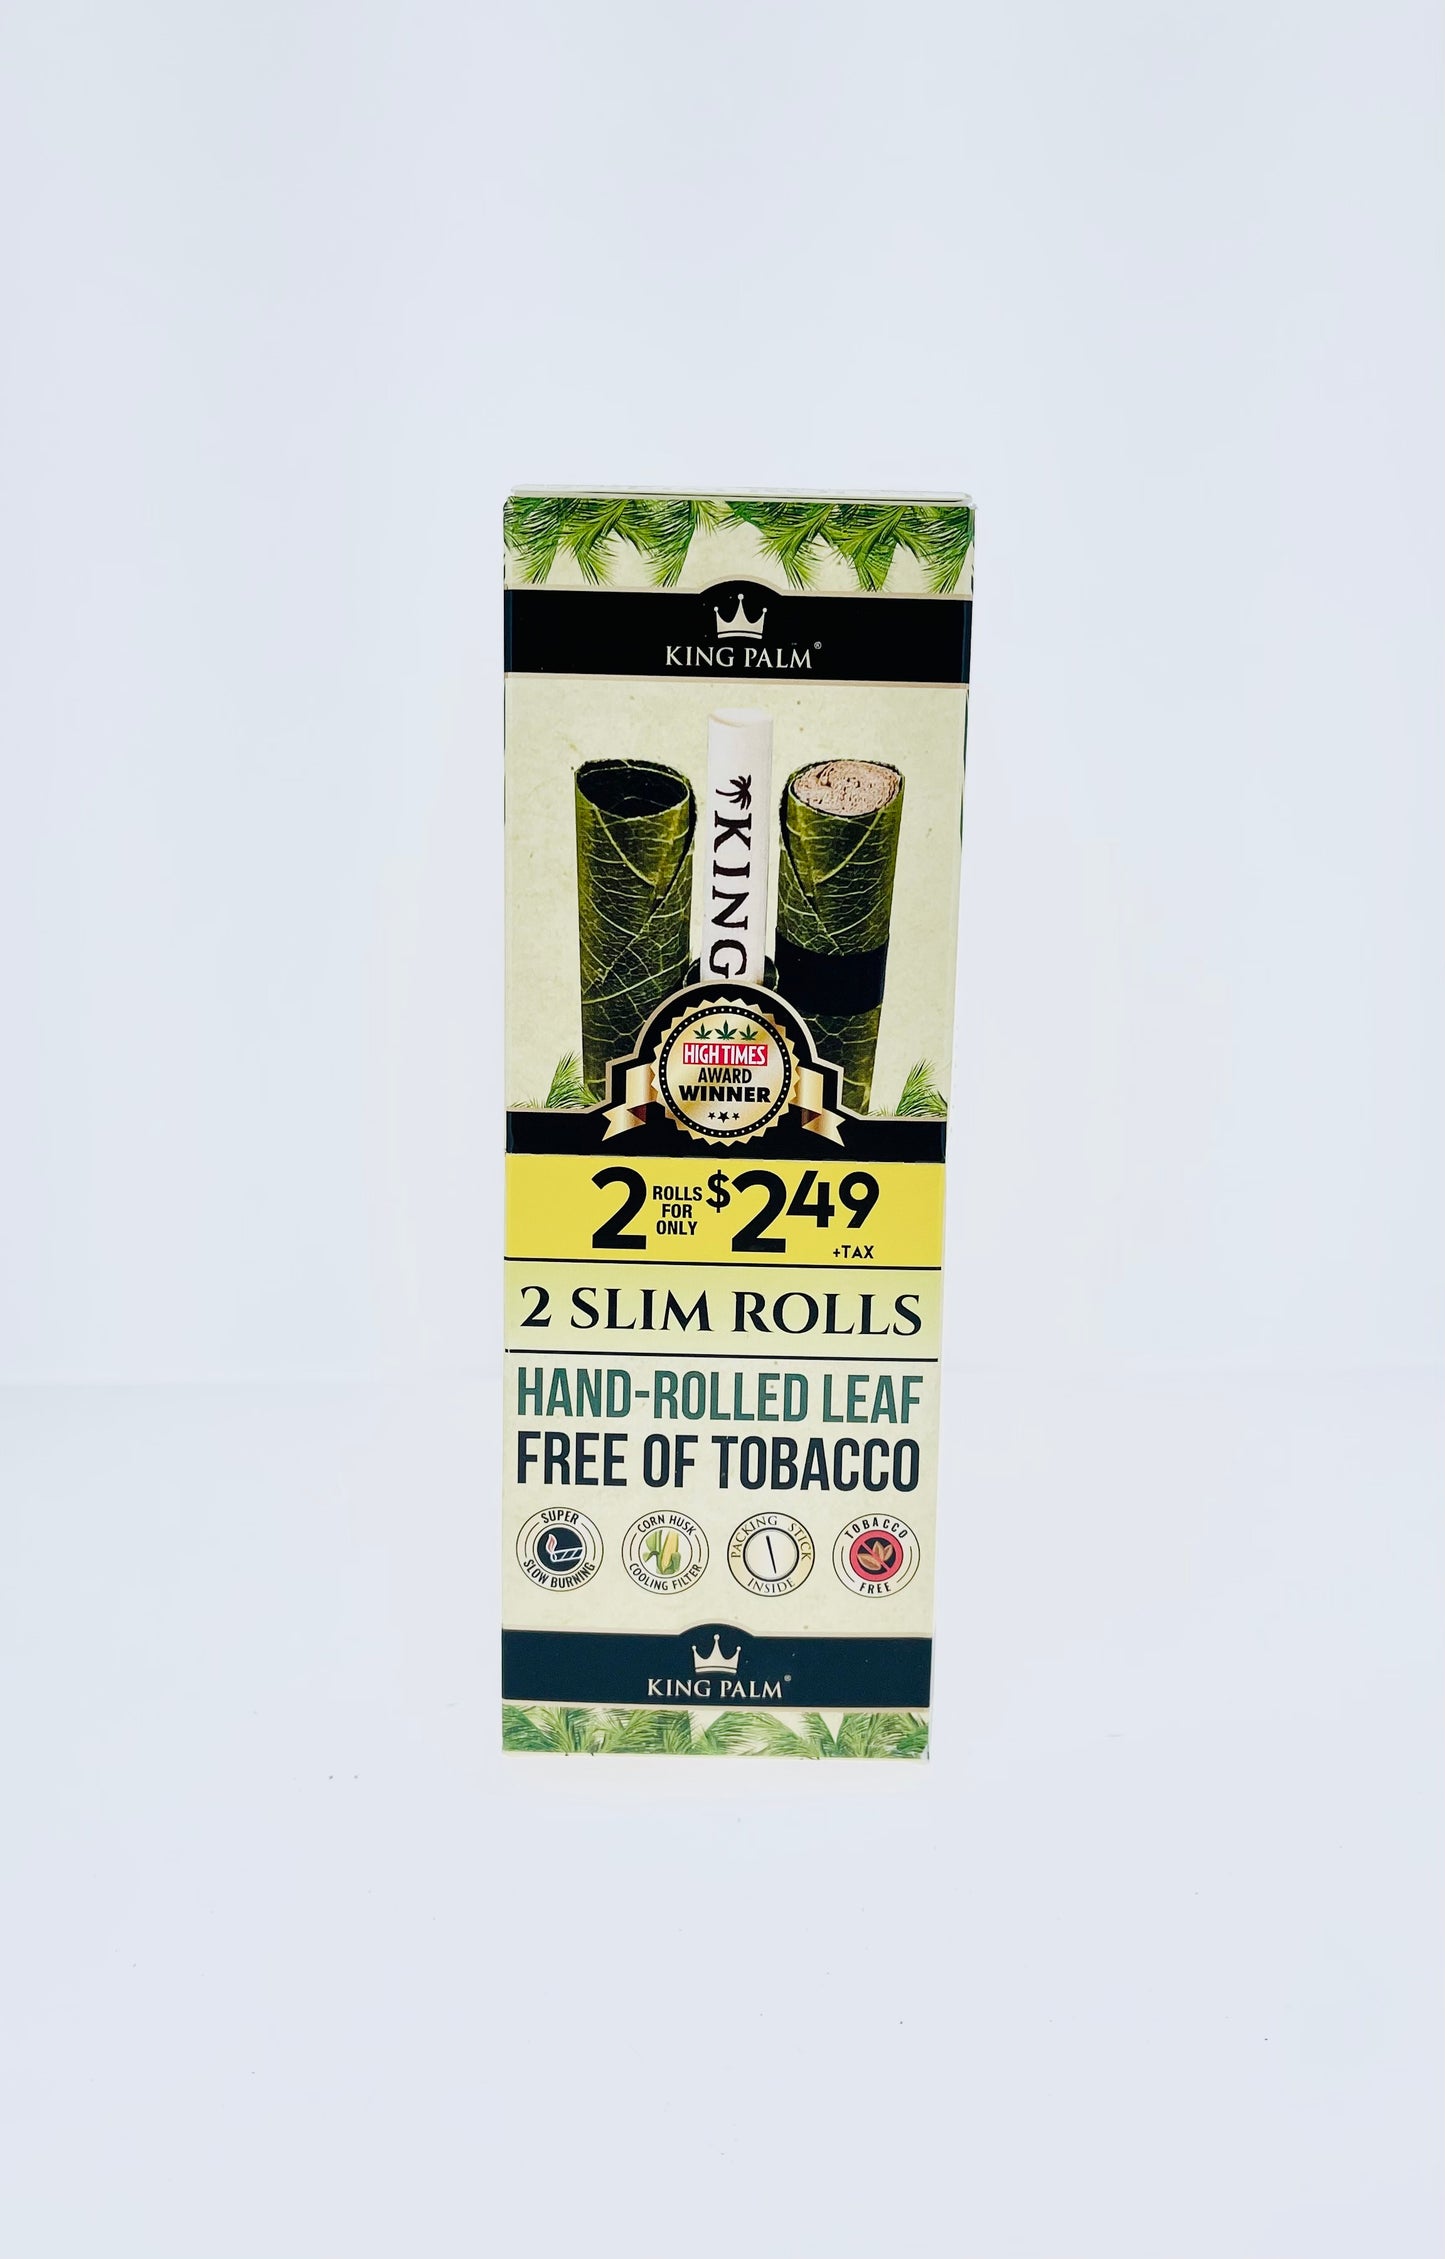 KING PALM®
KING
HIGH TIMES
AWARD
WINNER
2 ROLLS FOR ONLY $2.49
+TAX
2 SLIM ROLLS
HAND-ROLLED LEAF
FREE OF TOBACCO
SUPER SLOW BURNING
CORN HUSK COOLING FILTER
PACKING STICK INSIDE
TOBACCO FREE
KING PALM®